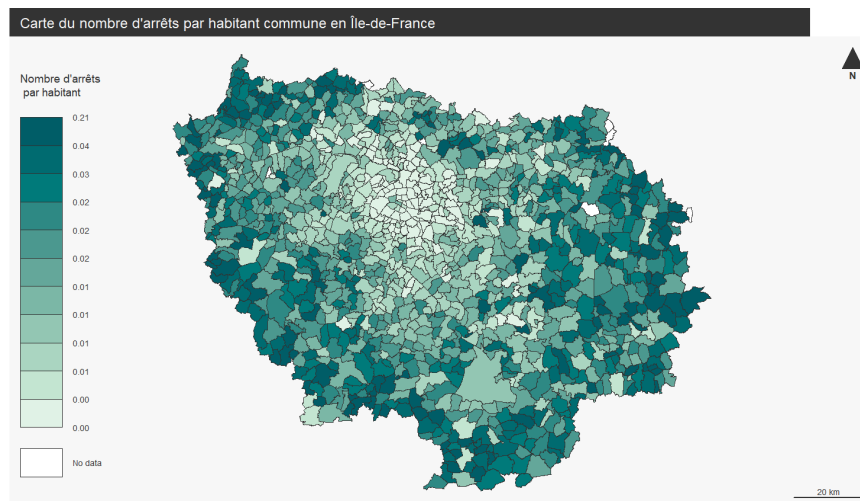 Carte du nombre d'arrêts par habitant commune en Île-de-France
N
Nombre d'arrêts
par habitant
0.21
0.04
0.03
0.02
0.02
0.02
0.01
0.01
0.01
0.00
0.00
No data
20 km